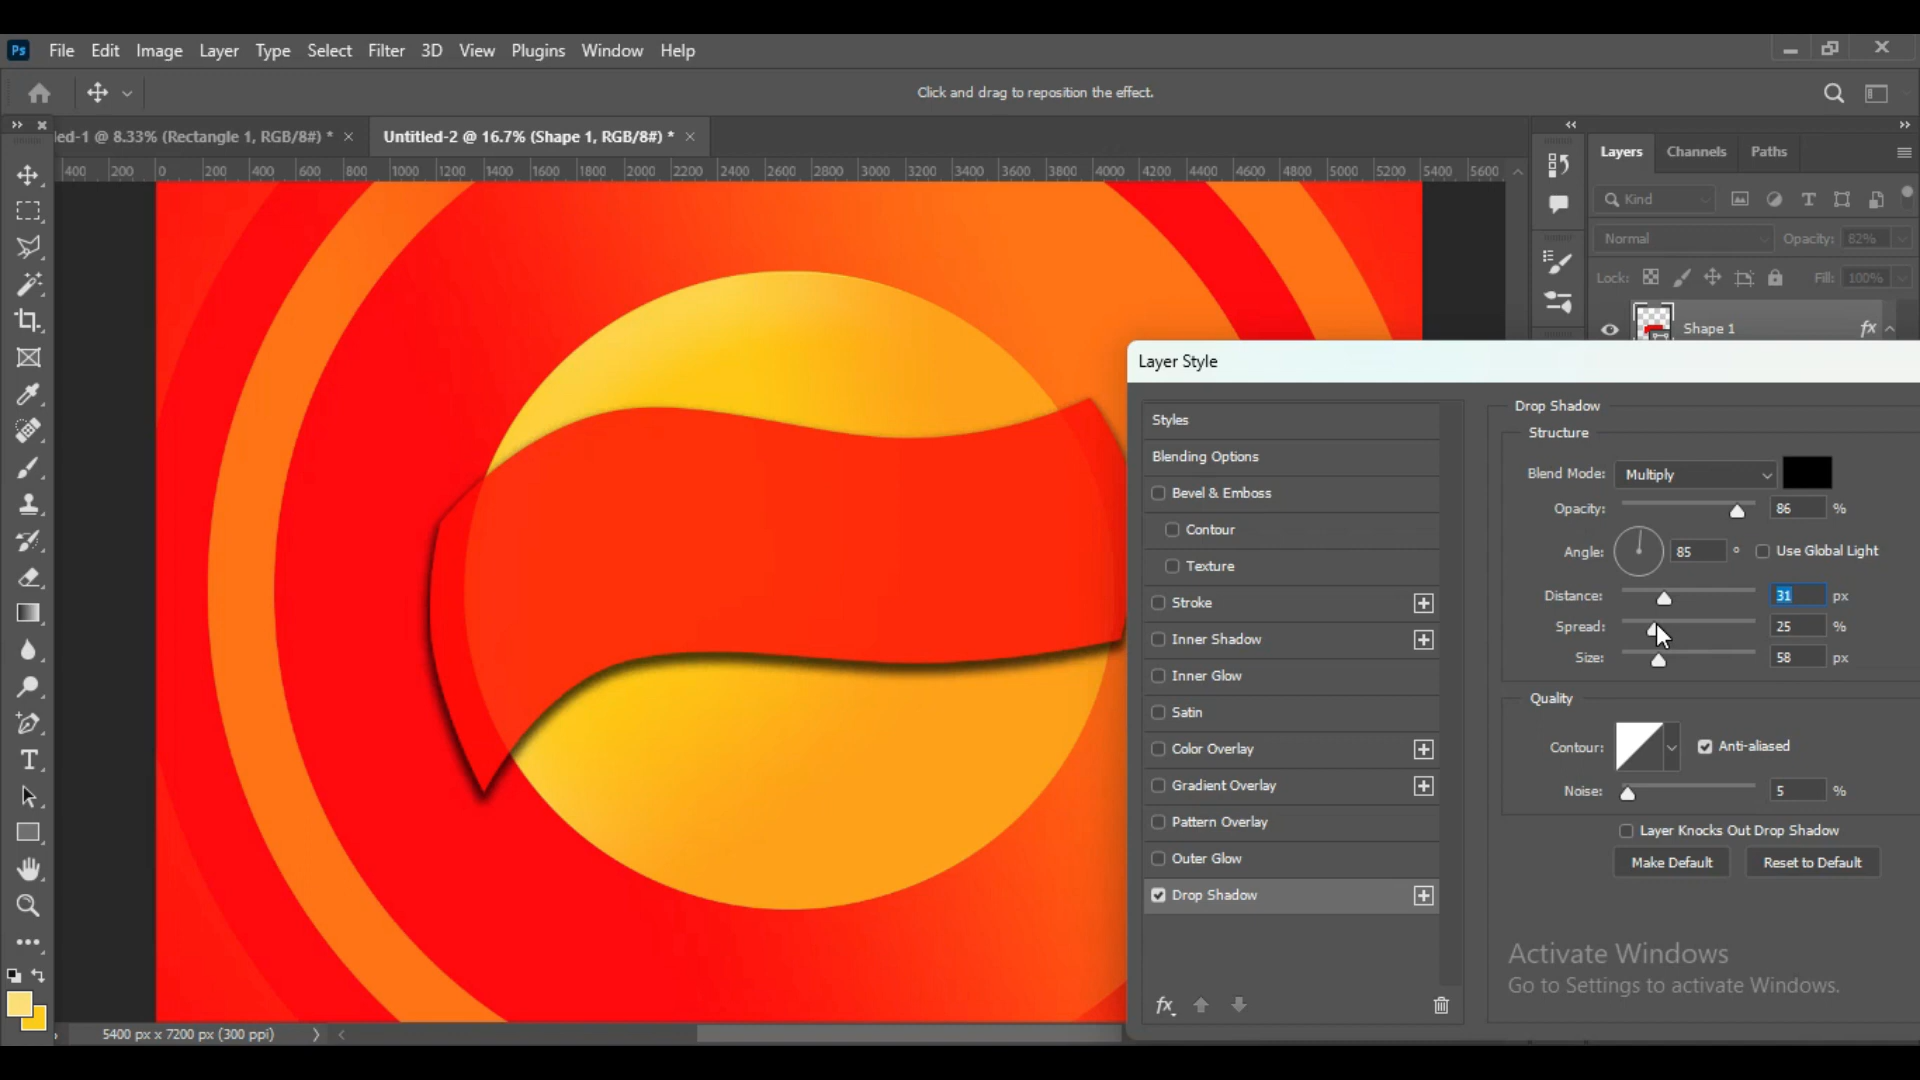 Ps File Edit Image Layer Type Select Filter 3D View Plugins Window Help
Click and drag to reposition the effect.
led-1 @ 8.33% (Rectangle 1, RGB/8#) * × Untitled-2 @ 16.7% (Shape 1, RGB/8#) * ×
400 200 0 200 400 600 800 1000 1200 1400 1600 1800 2000 2200 2400 2600 2800 3000 3200 3400 3600 3800 4000 4200 4400 4600 4800 5000 5200 5400 5600
Layers Channels Paths
Kind
Normal Opacity: 82%
Lock: Fill: 100%
Shape 1 fx
Layer Style
Styles
Blending Options
Bevel & Emboss
Contour
Texture
Stroke
Inner Shadow
Inner Glow
Satin
Color Overlay
Gradient Overlay
Pattern Overlay
Outer Glow
Drop Shadow
fx
Drop Shadow
Structure
Blend Mode: Multiply
Opacity: 86 %
Angle: 85 ° Use Global Light
Distance: 31 px
Spread: 25 %
Size: 58 px
Quality
Contour: Anti-aliased
Noise: 5 %
Layer Knocks Out Drop Shadow
Make Default Reset to Default
Activate Windows
Go to Settings to activate Windows.
5400 px x 7200 px (300 ppi)